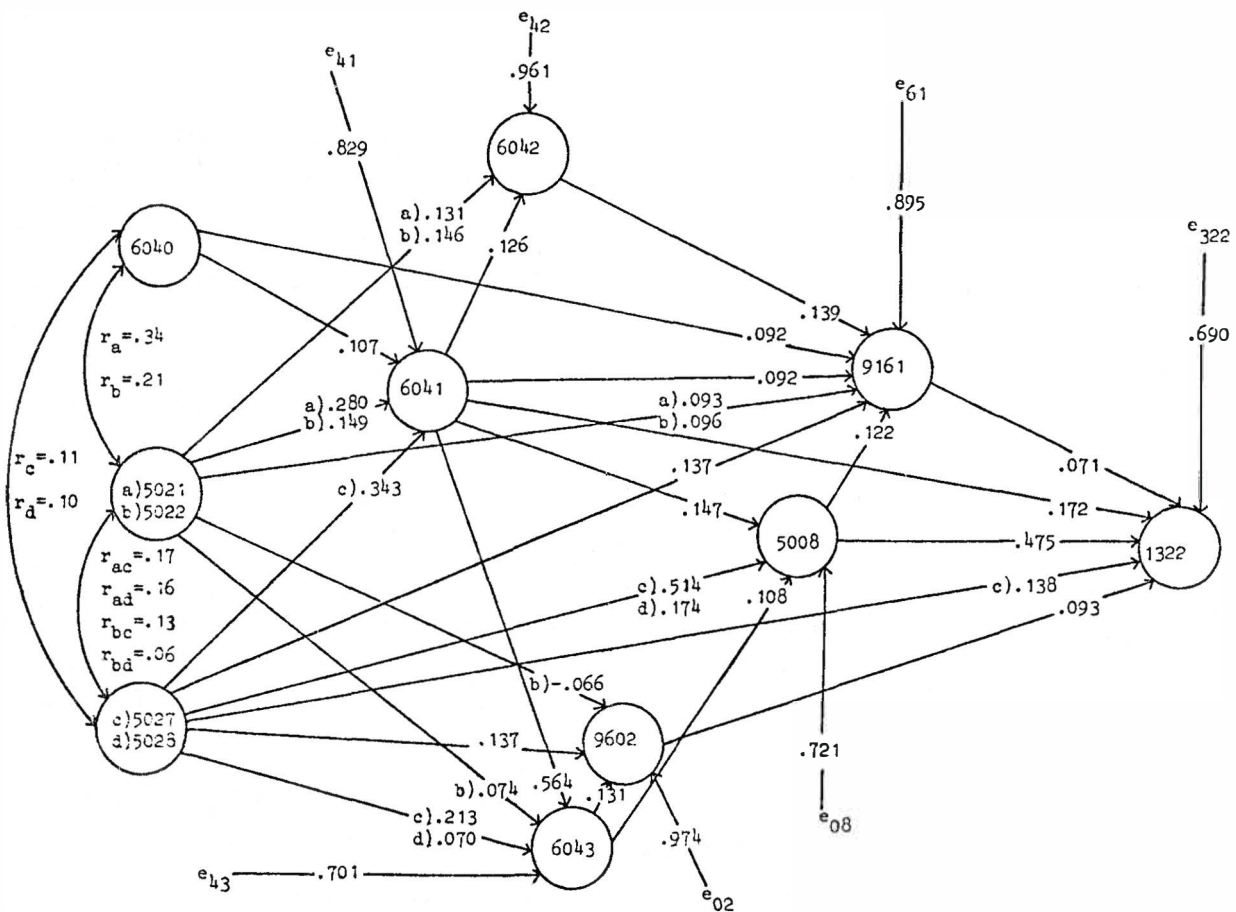 e42
e41
.961
e61
.829
6042
.895
a).131
b).146
e322
6040
.126
.139
.690
ra=.34
.107
.092
9161
rb=.21
6041
.092
a).280
b).149
a).093
b).096
.122
rc=.11
rd=.10
c).343
.137
.071
a)5021
b)5022
.147
.172
5008
.475
1322
rac=.17
rad=.16
rbc=.13
rbd=.06
c).514
d).174
.108
c).138
.093
b)-.066
c)5027
d)5028
.137
9602
.721
b).074
.564
.131
c).213
d).070
e08
6043
.974
e43
.701
e02